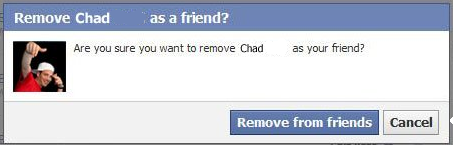 Remove Chad as a friend?
Are you sure you want to remove Chad as your friend?
Remove from friends Cancel